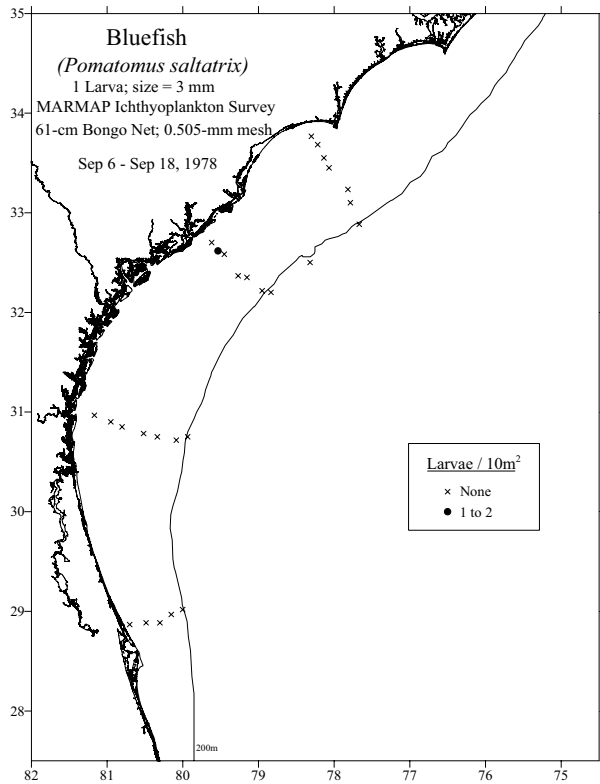 Bluefish
(Pomatomus saltatrix)
1 Larva; size = 3 mm
MARMAP Ichthyoplankton Survey
61-cm Bongo Net; 0.505-mm mesh
Sep 6 - Sep 18, 1978
35
34
33
32
31
30
29
28
Larvae / 10m²
× None
● 1 to 2
200m
82 81 80 79 78 77 76 75